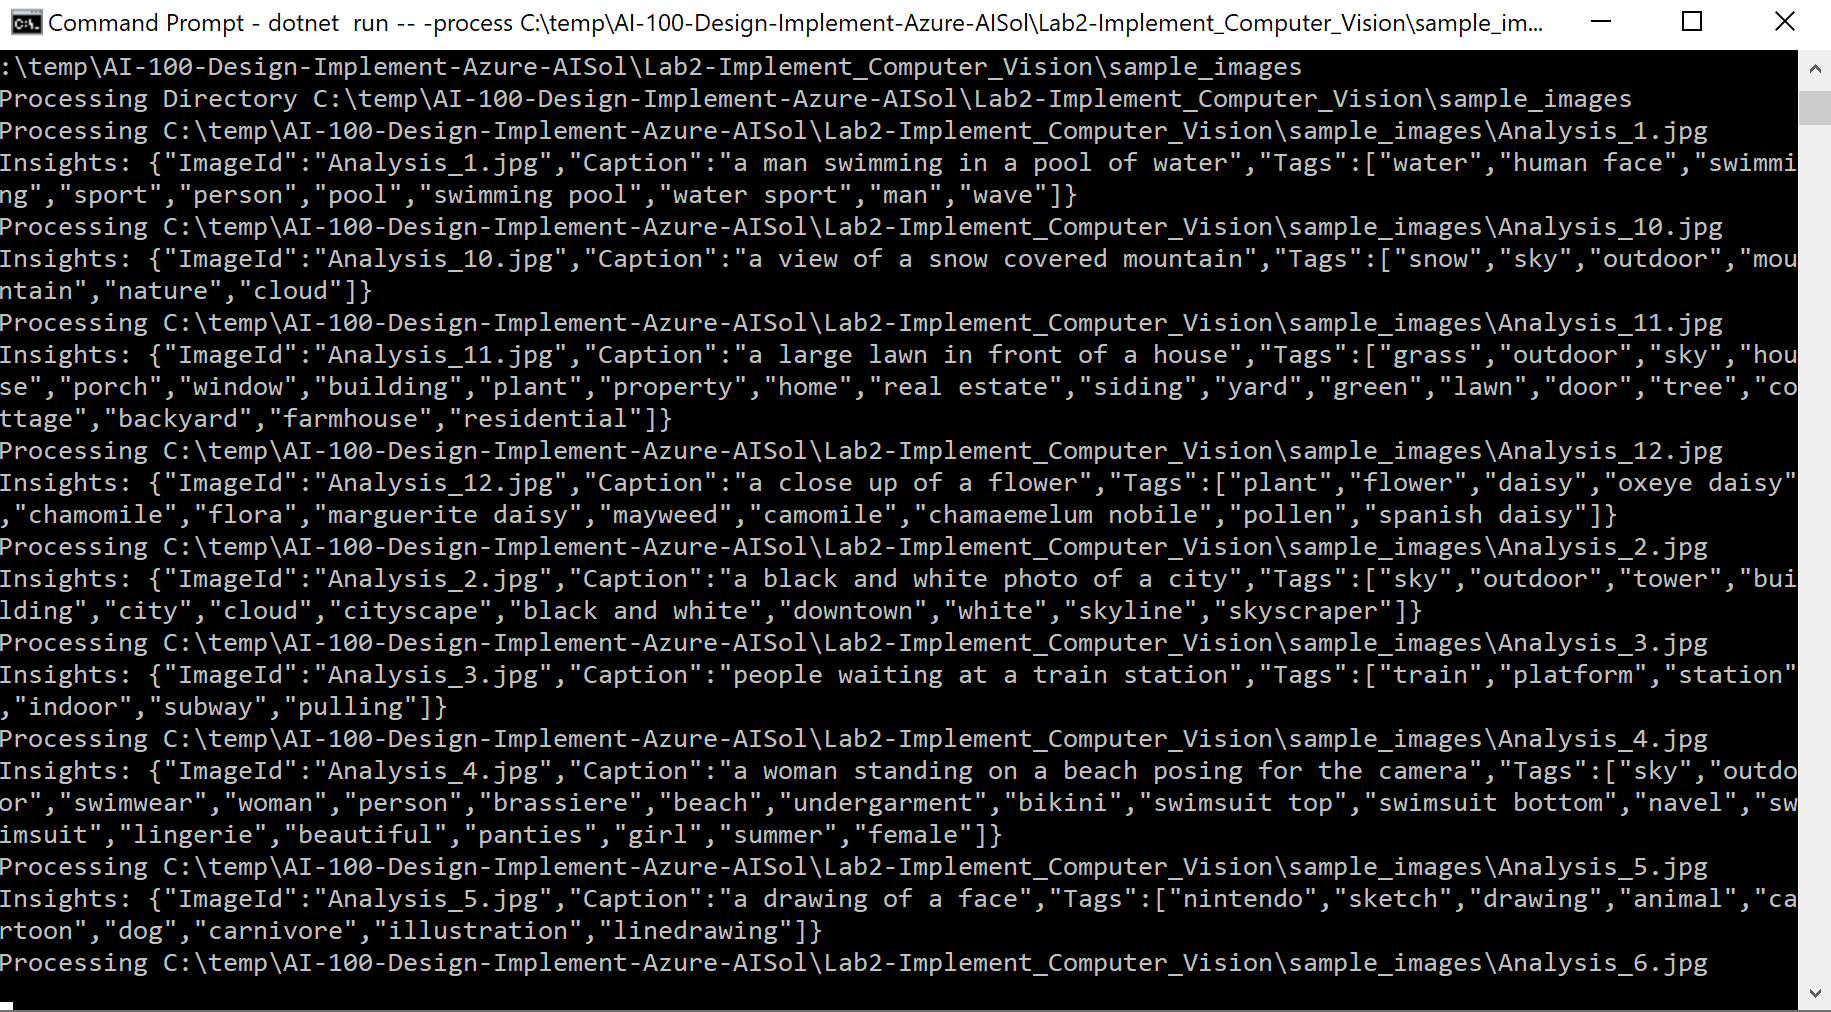 Command Prompt - dotnet  run -- -process C:\temp\AI-100-Design-Implement-Azure-AISol\Lab2-Implement_Computer_Vision\sample_im...
:\temp\AI-100-Design-Implement-Azure-AISol\Lab2-Implement_Computer_Vision\sample_images
Processing Directory C:\temp\AI-100-Design-Implement-Azure-AISol\Lab2-Implement_Computer_Vision\sample_images
Processing C:\temp\AI-100-Design-Implement-Azure-AISol\Lab2-Implement_Computer_Vision\sample_images\Analysis_1.jpg
Insights: {"ImageId":"Analysis_1.jpg","Caption":"a man swimming in a pool of water","Tags":["water","human face","swimmi
ng","sport","person","pool","swimming pool","water sport","man","wave"]}
Processing C:\temp\AI-100-Design-Implement-Azure-AISol\Lab2-Implement_Computer_Vision\sample_images\Analysis_10.jpg
Insights: {"ImageId":"Analysis_10.jpg","Caption":"a view of a snow covered mountain","Tags":["snow","sky","outdoor","mou
ntain","nature","cloud"]}
Processing C:\temp\AI-100-Design-Implement-Azure-AISol\Lab2-Implement_Computer_Vision\sample_images\Analysis_11.jpg
Insights: {"ImageId":"Analysis_11.jpg","Caption":"a large lawn in front of a house","Tags":["grass","outdoor","sky","hou
se","porch","window","building","plant","property","home","real estate","siding","yard","green","lawn","door","tree","co
ttage","backyard","farmhouse","residential"]}
Processing C:\temp\AI-100-Design-Implement-Azure-AISol\Lab2-Implement_Computer_Vision\sample_images\Analysis_12.jpg
Insights: {"ImageId":"Analysis_12.jpg","Caption":"a close up of a flower","Tags":["plant","flower","daisy","oxeye daisy"
,"chamomile","flora","marguerite daisy","mayweed","camomile","chamaemelum nobile","pollen","spanish daisy"]}
Processing C:\temp\AI-100-Design-Implement-Azure-AISol\Lab2-Implement_Computer_Vision\sample_images\Analysis_2.jpg
Insights: {"ImageId":"Analysis_2.jpg","Caption":"a black and white photo of a city","Tags":["sky","outdoor","tower","bui
lding","city","cloud","cityscape","black and white","downtown","white","skyline","skyscraper"]}
Processing C:\temp\AI-100-Design-Implement-Azure-AISol\Lab2-Implement_Computer_Vision\sample_images\Analysis_3.jpg
Insights: {"ImageId":"Analysis_3.jpg","Caption":"people waiting at a train station","Tags":["train","platform","station"
,"indoor","subway","pulling"]}
Processing C:\temp\AI-100-Design-Implement-Azure-AISol\Lab2-Implement_Computer_Vision\sample_images\Analysis_4.jpg
Insights: {"ImageId":"Analysis_4.jpg","Caption":"a woman standing on a beach posing for the camera","Tags":["sky","outdo
or","swimwear","woman","person","brassiere","beach","undergarment","bikini","swimsuit top","swimsuit bottom","navel","sw
imsuit","lingerie","beautiful","panties","girl","summer","female"]}
Processing C:\temp\AI-100-Design-Implement-Azure-AISol\Lab2-Implement_Computer_Vision\sample_images\Analysis_5.jpg
Insights: {"ImageId":"Analysis_5.jpg","Caption":"a drawing of a face","Tags":["nintendo","sketch","drawing","animal","ca
rtoon","dog","carnivore","illustration","linedrawing"]}
Processing C:\temp\AI-100-Design-Implement-Azure-AISol\Lab2-Implement_Computer_Vision\sample_images\Analysis_6.jpg